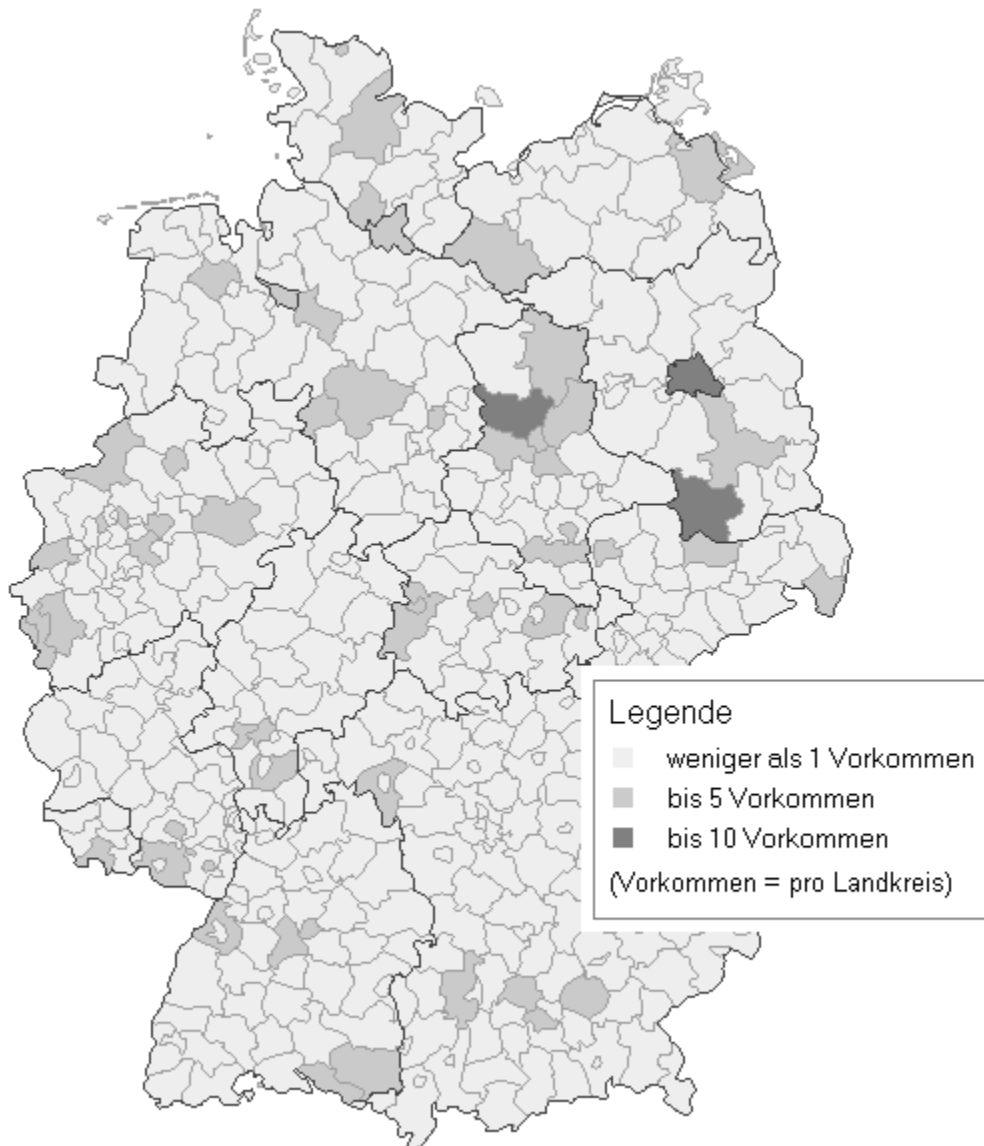 Legende
weniger als 1 Vorkommen
bis 5 Vorkommen
bis 10 Vorkommen
(Vorkommen = pro Landkreis)